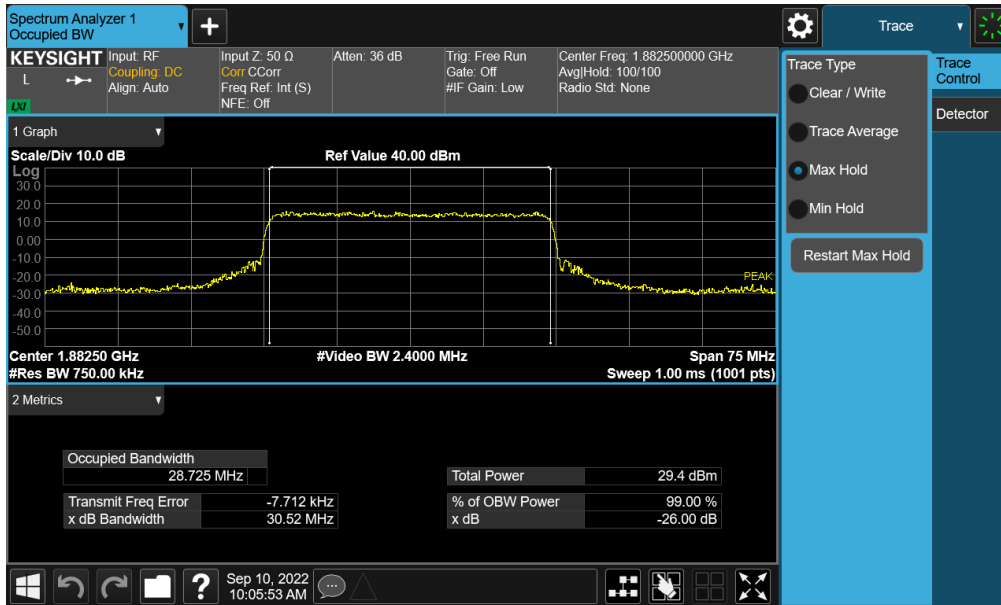 Spectrum Analyzer 1
Occupied BW
Trace
KEYSIGHT
L
LXI
Input: RF
Coupling: DC
Align: Auto
Input Z: 50 Ω
Corr CCorr
Freq Ref: Int (S)
NFE: Off
Atten: 36 dB
Trig: Free Run
Gate: Off
#IF Gain: Low
Center Freq: 1.882500000 GHz
Avg|Hold: 100/100
Radio Std: None
Trace Type
Clear / Write
Trace Average
Max Hold
Min Hold
Restart Max Hold
Trace
Control
Detector
1 Graph
Scale/Div 10.0 dB
Ref Value 40.00 dBm
Log
30.0
20.0
10.0
0.00
-10.0
-20.0
-30.0
-40.0
-50.0
PEAK
Center 1.88250 GHz
#Video BW 2.4000 MHz
Span 75 MHz
#Res BW 750.00 kHz
Sweep 1.00 ms (1001 pts)
2 Metrics
Occupied Bandwidth
28.725 MHz
Total Power 29.4 dBm
Transmit Freq Error -7.712 kHz
% of OBW Power 99.00 %
x dB Bandwidth 30.52 MHz
x dB -26.00 dB
?
Sep 10, 2022
10:05:53 AM